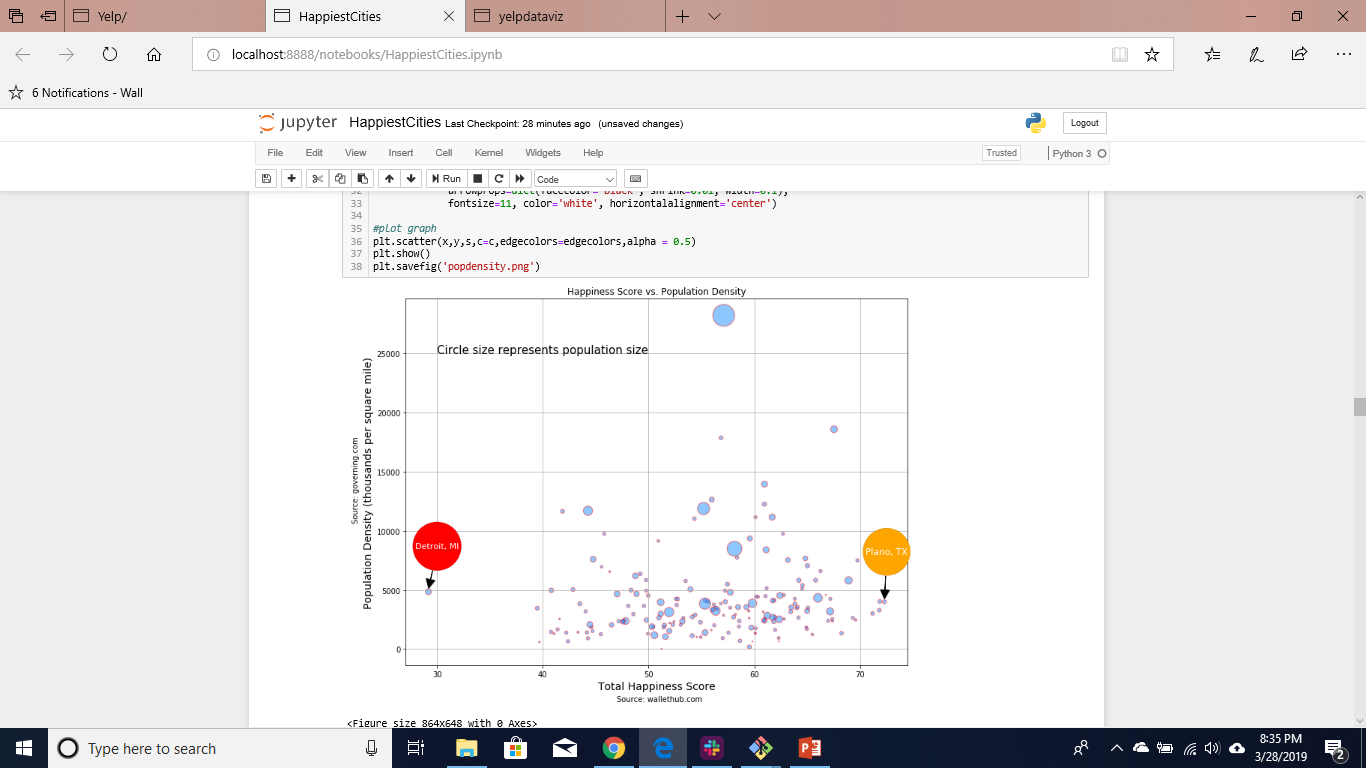 Yelp/
HappiestCities
yelpdataviz
localhost:8888/notebooks/HappiestCities.ipynb
6 Notifications - Wall
jupyter HappiestCities Last Checkpoint: 28 minutes ago (unsaved changes)
Logout
File Edit View Insert Cell Kernel Widgets Help
Trusted
Python 3
Run
Code
33 fontsize=11, color='white', horizontalalignment='center')
34
35 #plot graph
36 plt.scatter(x,y,s,c=c,edgecolors=edgecolors,alpha = 0.5)
37 plt.show()
38 plt.savefig('popdensity.png')
Happiness Score vs. Population Density
Circle size represents population size
25000
20000
15000
10000
5000
0
Source: governing.com
Population Density (thousands per square mile)
Detroit, MI
Plano, TX
30 40 50 60 70
Total Happiness Score
Source: wallethub.com
<Figure size 864x648 with 0 Axes>
Type here to search
8:35 PM
3/28/2019
2